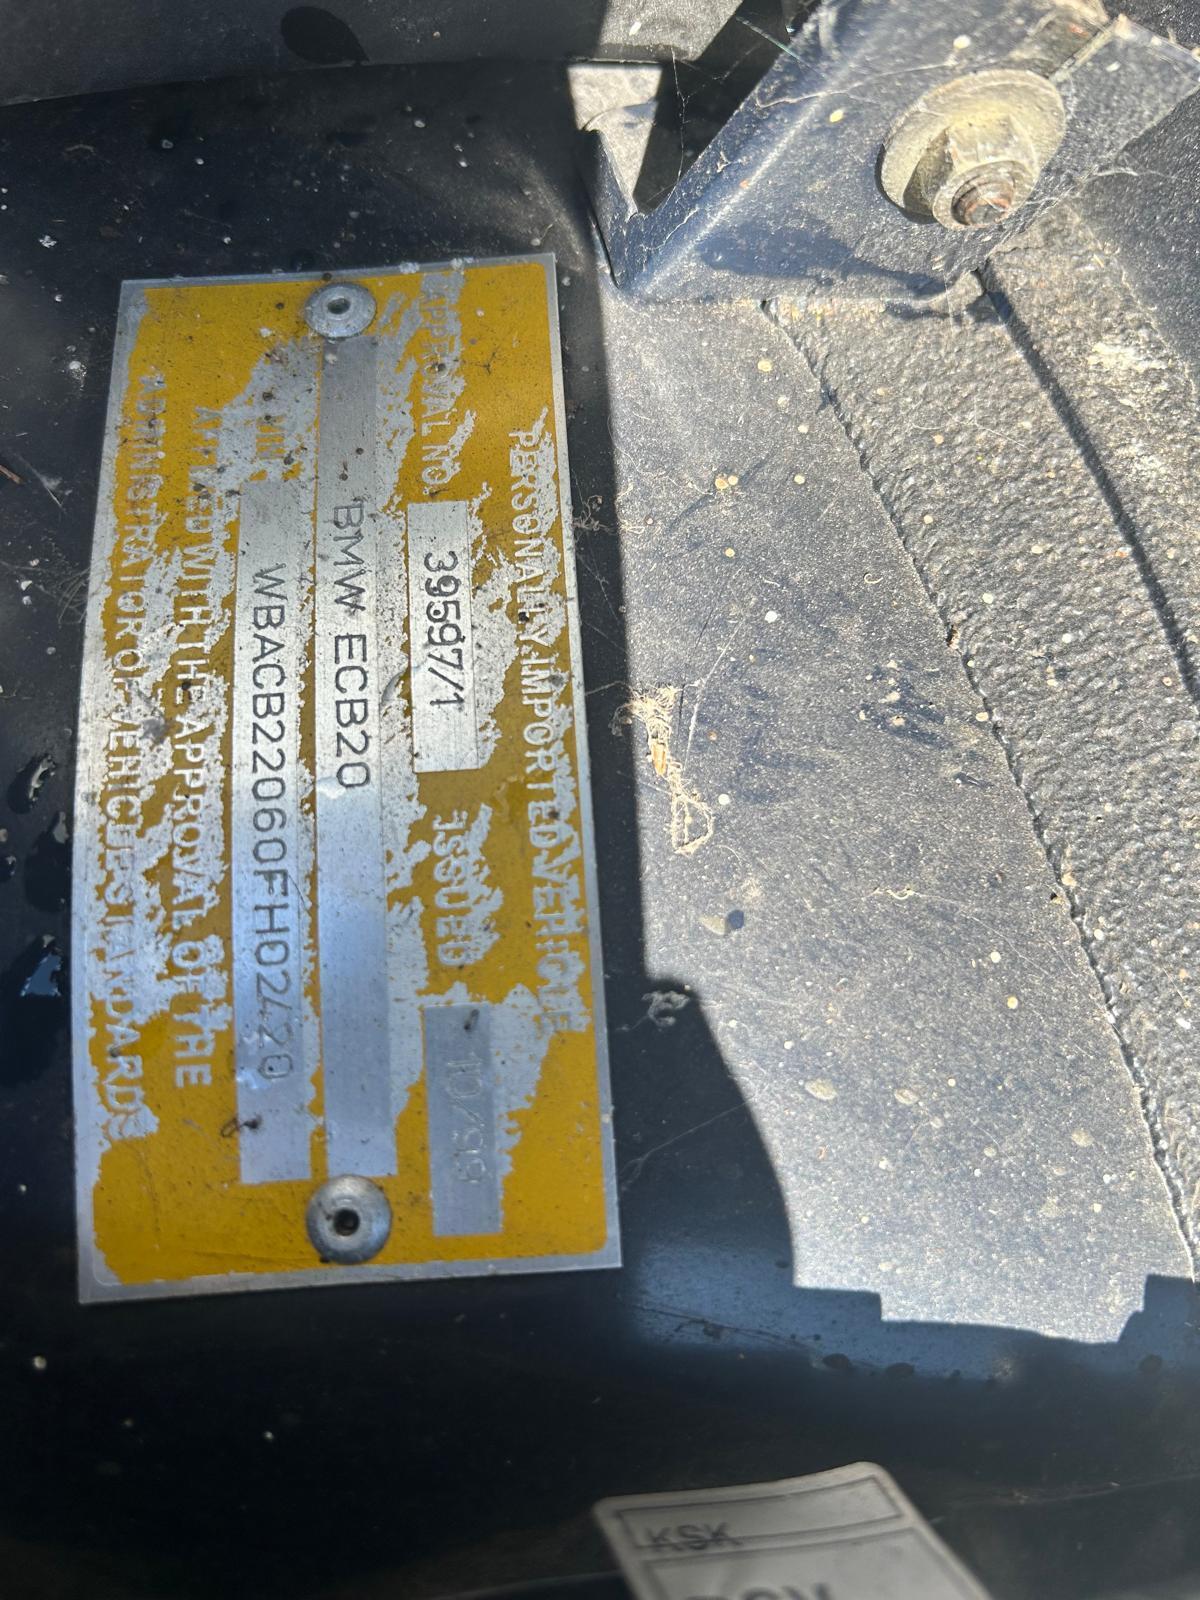 PERSONALLY IMPORTED VEHICLE
APPROVAL NO. 39597/1 ISSUED 10/99
BMW ECB20
VIN WBACB22060FH02420
AFFIXED WITH THE APPROVAL OF THE
ADMINISTRATOR OF VEHICLE STANDARDS
KSK